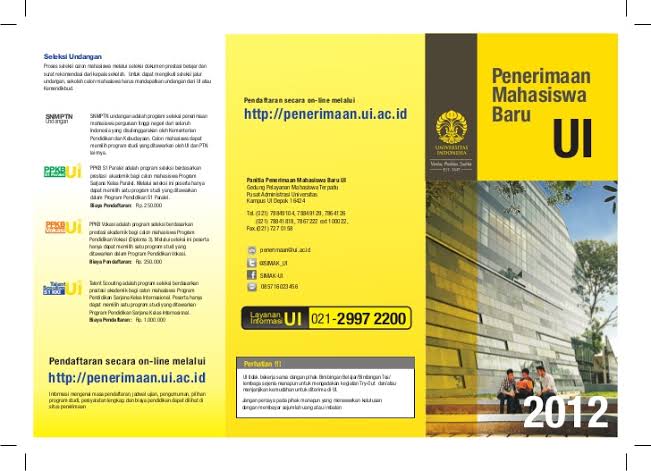 Seleksi Undangan
Proses seleksi calon mahasiswa melalui seleksi dokumen prestasi belajar dan
surat rekomendasi dari kepala sekolah. Untuk dapat mengikuti seleksi jalur
undangan, sekolah calon mahasiswa harus mendapatkan undangan dari UI atau
Kemendikbud.
SNMPTN
Undangan
SNMPTN undangan adalah program seleksi penerimaan
mahasiswa perguruan tinggi negeri dari seluruh
Indonesia yang diselenggarakan oleh Kementerian
Pendidikan dan Kebudayaan. Calon mahasiswa dapat
memilih program studi yang ditawarkan oleh UI dan PTN
lainnya.
PPKB
UI
PPKB S1 Paralel adalah program seleksi berdasarkan
prestasi akademik bagi calon mahasiswa Program
Sarjana Kelas Paralel. Melalui seleksi ini peserta hanya
dapat memilih satu program studi yang ditawarkan
dalam Program Pendidikan S1 Paralel.
Biaya Pendaftaran: Rp. 250.000
PPKB
UI
PPKB Vokasi adalah program seleksi berdasarkan
prestasi akademik bagi calon mahasiswa Program
Pendidikan Vokasi (Diploma 3). Melalui seleksi ini peserta
hanya dapat memilih satu program studi yang
ditawarkan dalam Program Pendidikan Vokasi.
Biaya Pendaftaran: Rp. 250.000
Talent
Scouting
UI
Talent Scouting adalah program seleksi berdasarkan
prestasi akademik bagi calon mahasiswa Program
Pendidikan Sarjana Kelas Internasional. Peserta hanya
dapat memilih satu program studi yang ditawarkan
Program Pendidikan Sarjana Kelas Internasional.
Biaya Pendaftaran: Rp. 1.000.000
Pendaftaran secara on-line melalui
http://penerimaan.ui.ac.id
Informasi mengenai masa pendaftaran, jadwal ujian, pengumuman, pilihan
program studi, persyaratan lengkap, dan biaya pendidikan dapat dilihat di
situs penerimaan
Pendaftaran secara on-line melalui
http://penerimaan.ui.ac.id
Panitia Penerimaan Mahasiswa Baru UI
Gedung Pelayanan Mahasiswa Terpadu
Pusat Administrasi Universitas
Kampus UI Depok 16424
Tel. (021) 78849104, 78849129, 7864126
(021) 78841818, 7867222 ext 100022,
Fax.(021) 727 0158
penerimaan@ui.ac.id
@SIMAK_UI
SIMAK-UI
085716023456
Layanan
Informasi UI 021-2997 2200
Perhatian !!!
UI tidak bekerja sama dengan pihak Bimbingan Belajar/Bimbingan Tes/
lembaga sejenis manapun untuk mengadakan kegiatan Try-Out dan/atau
menjanjikan kemudahan untuk diterima di UI.
Jangan percaya pada pihak manapun yang menawarkan kelulusan
dengan membayar sejumlah uang atau imbalan
UNIVERSITAS
INDONESIA
Veritas, Probitas, Iustitia
EST. 1849
Penerimaan
Mahasiswa
Baru
UI
2012